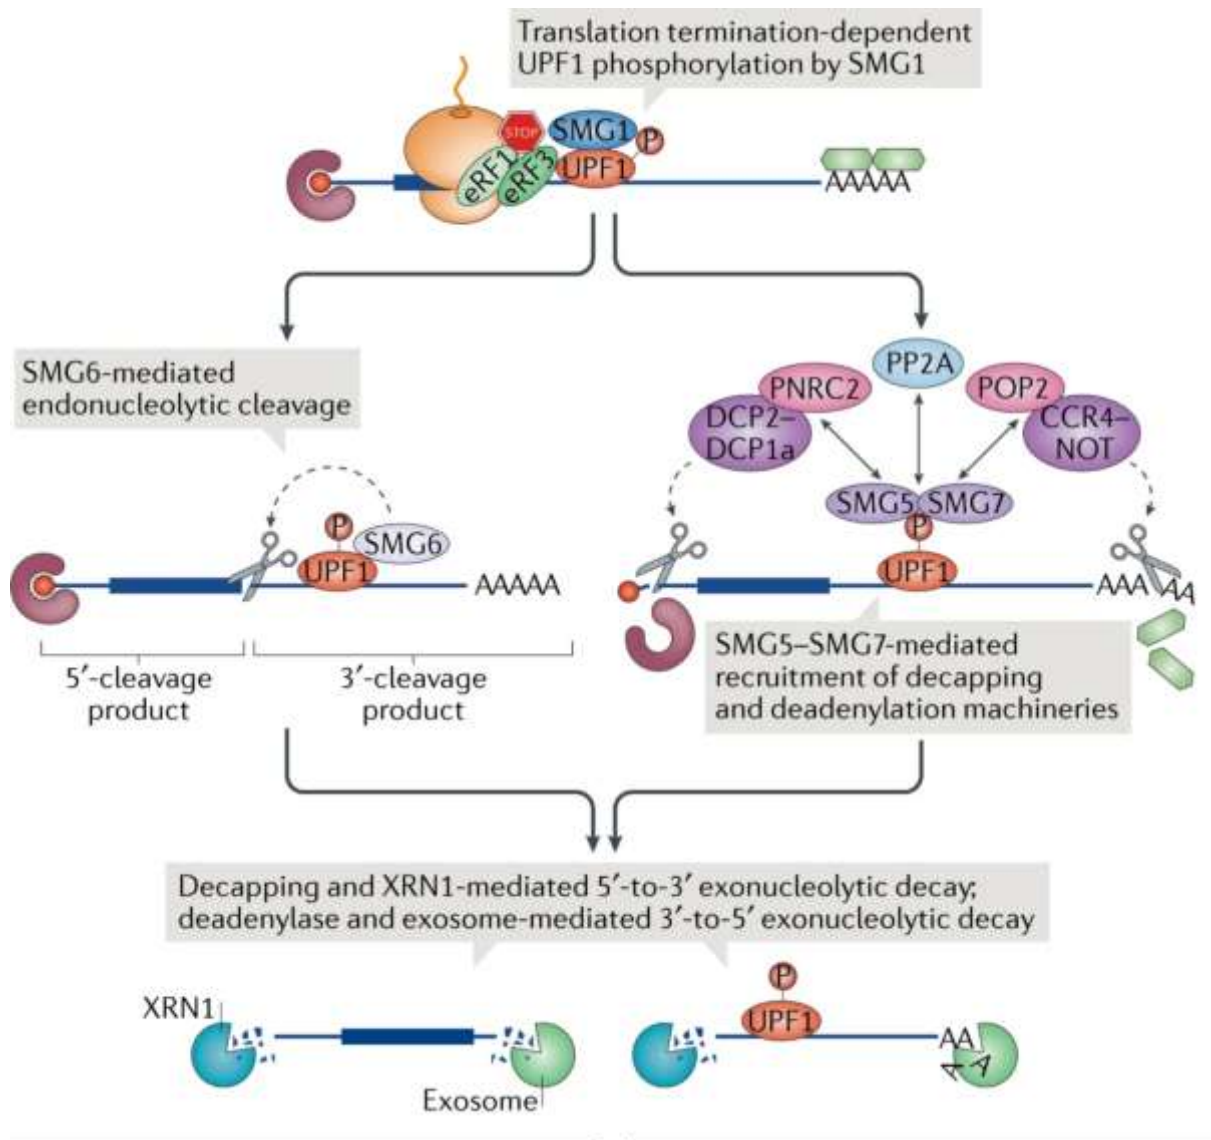 Translation termination-dependent
UPF1 phosphorylation by SMG1
STOP
SMG1
P
eRF1
eRF3
UPF1
AAAAA
SMG6-mediated
endonucleolytic cleavage
PP2A
PNRC2
POP2
DCP2–
DCP1a
CCR4–
NOT
SMG5
SMG7
P
UPF1
AAA
AA
P
SMG6
UPF1
AAAAA
5′-cleavage
product
3′-cleavage
product
SMG5–SMG7-mediated
recruitment of decapping
and deadenylation machineries
Decapping and XRN1-mediated 5′-to-3′ exonucleolytic decay;
deadenylase and exosome-mediated 3′-to-5′ exonucleolytic decay
XRN1
Exosome
P
UPF1
AA
A
A